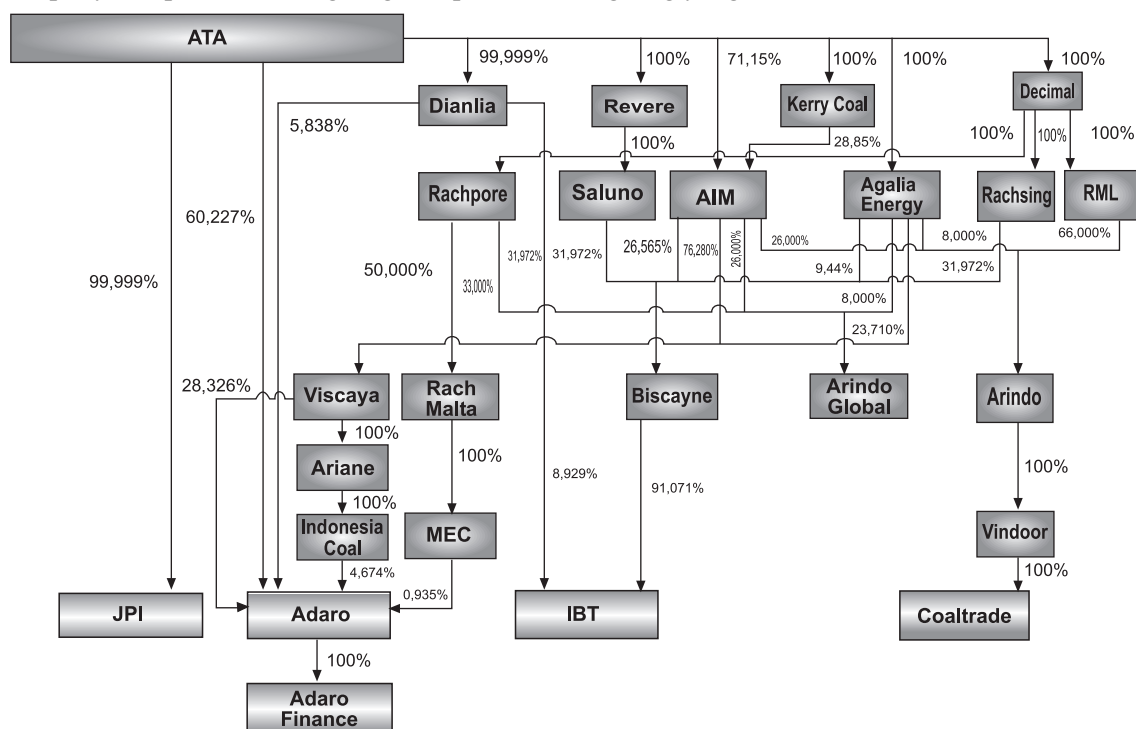 ATA
99,999%
100%
71,15%
100%
100%
100%
Dianlia
Revere
Kerry Coal
Decimal
5,838%
100%
28,85%
100%
100%
100%
Rachpore
Saluno
AIM
Agalia
Energy
Rachsing
RML
60,227%
99,999%
50,000%
33,000%
31,972%
31,972%
26,565%
76,280%
26,000%
26,000%
9,44%
8,000%
31,972%
66,000%
8,000%
23,710%
28,326%
Viscaya
Rach
Malta
Biscayne
Arindo
Global
Arindo
100%
100%
100%
Ariane
8,929%
91,071%
100%
Indonesia
Coal
MEC
Vindoor
4,674%
0,935%
100%
JPI
Adaro
IBT
Coaltrade
100%
Adaro
Finance